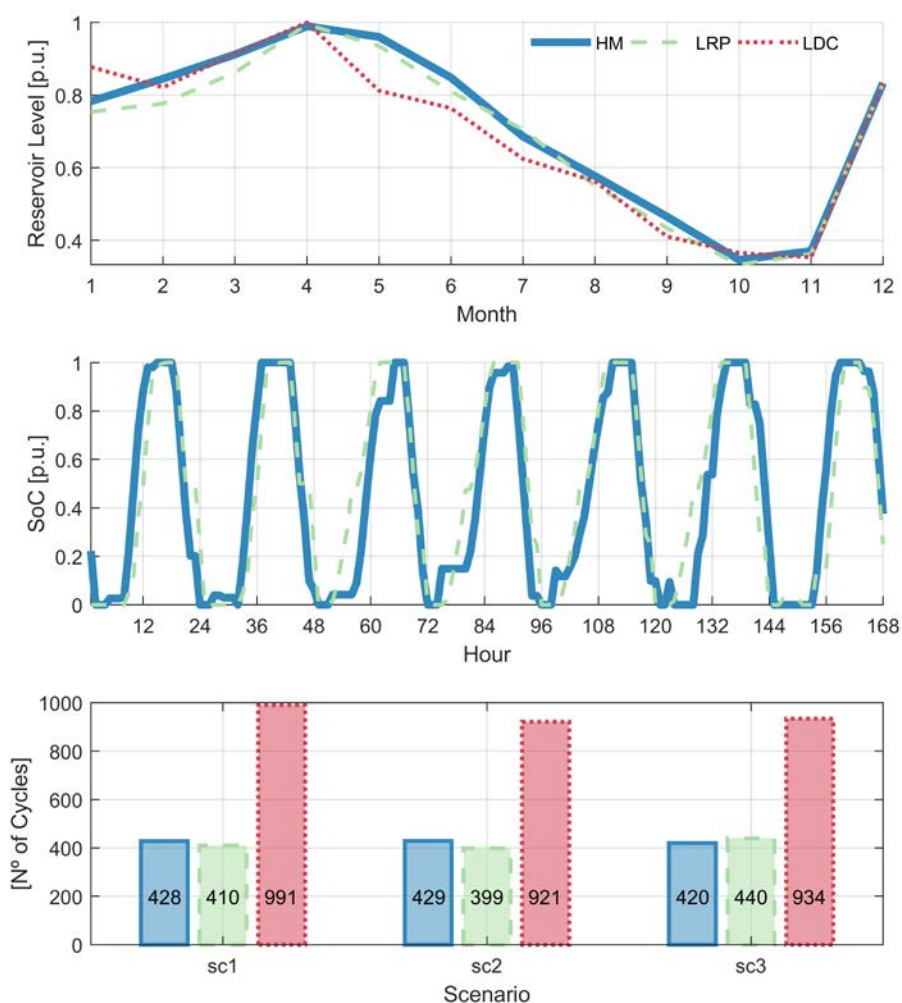 1
0.8
0.6
0.4
Reservoir Level [p.u.]
HM LRP LDC
1 2 3 4 5 6 7 8 9 10 11 12
Month
1
0.8
0.6
0.4
0.2
0
SoC [p.u.]
12 24 36 48 60 72 84 96 108 120 132 144 156 168
Hour
1000
800
600
400
200
0
[Nº of Cycles]
428 410 991 429 399 921 420 440 934
sc1 sc2 sc3
Scenario